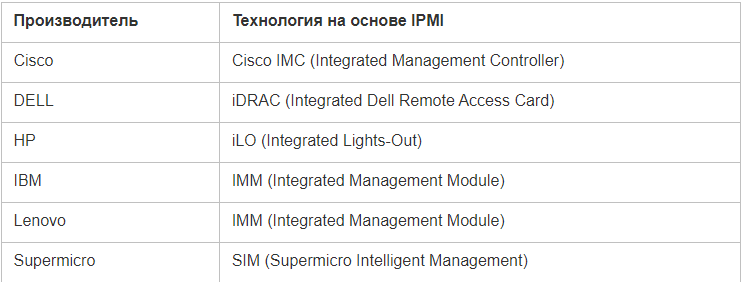 Производитель Технология на основе IPMI
Cisco Cisco IMC (Integrated Management Controller)
DELL iDRAC (Integrated Dell Remote Access Card)
HP iLO (Integrated Lights-Out)
IBM IMM (Integrated Management Module)
Lenovo IMM (Integrated Management Module)
Supermicro SIM (Supermicro Intelligent Management)